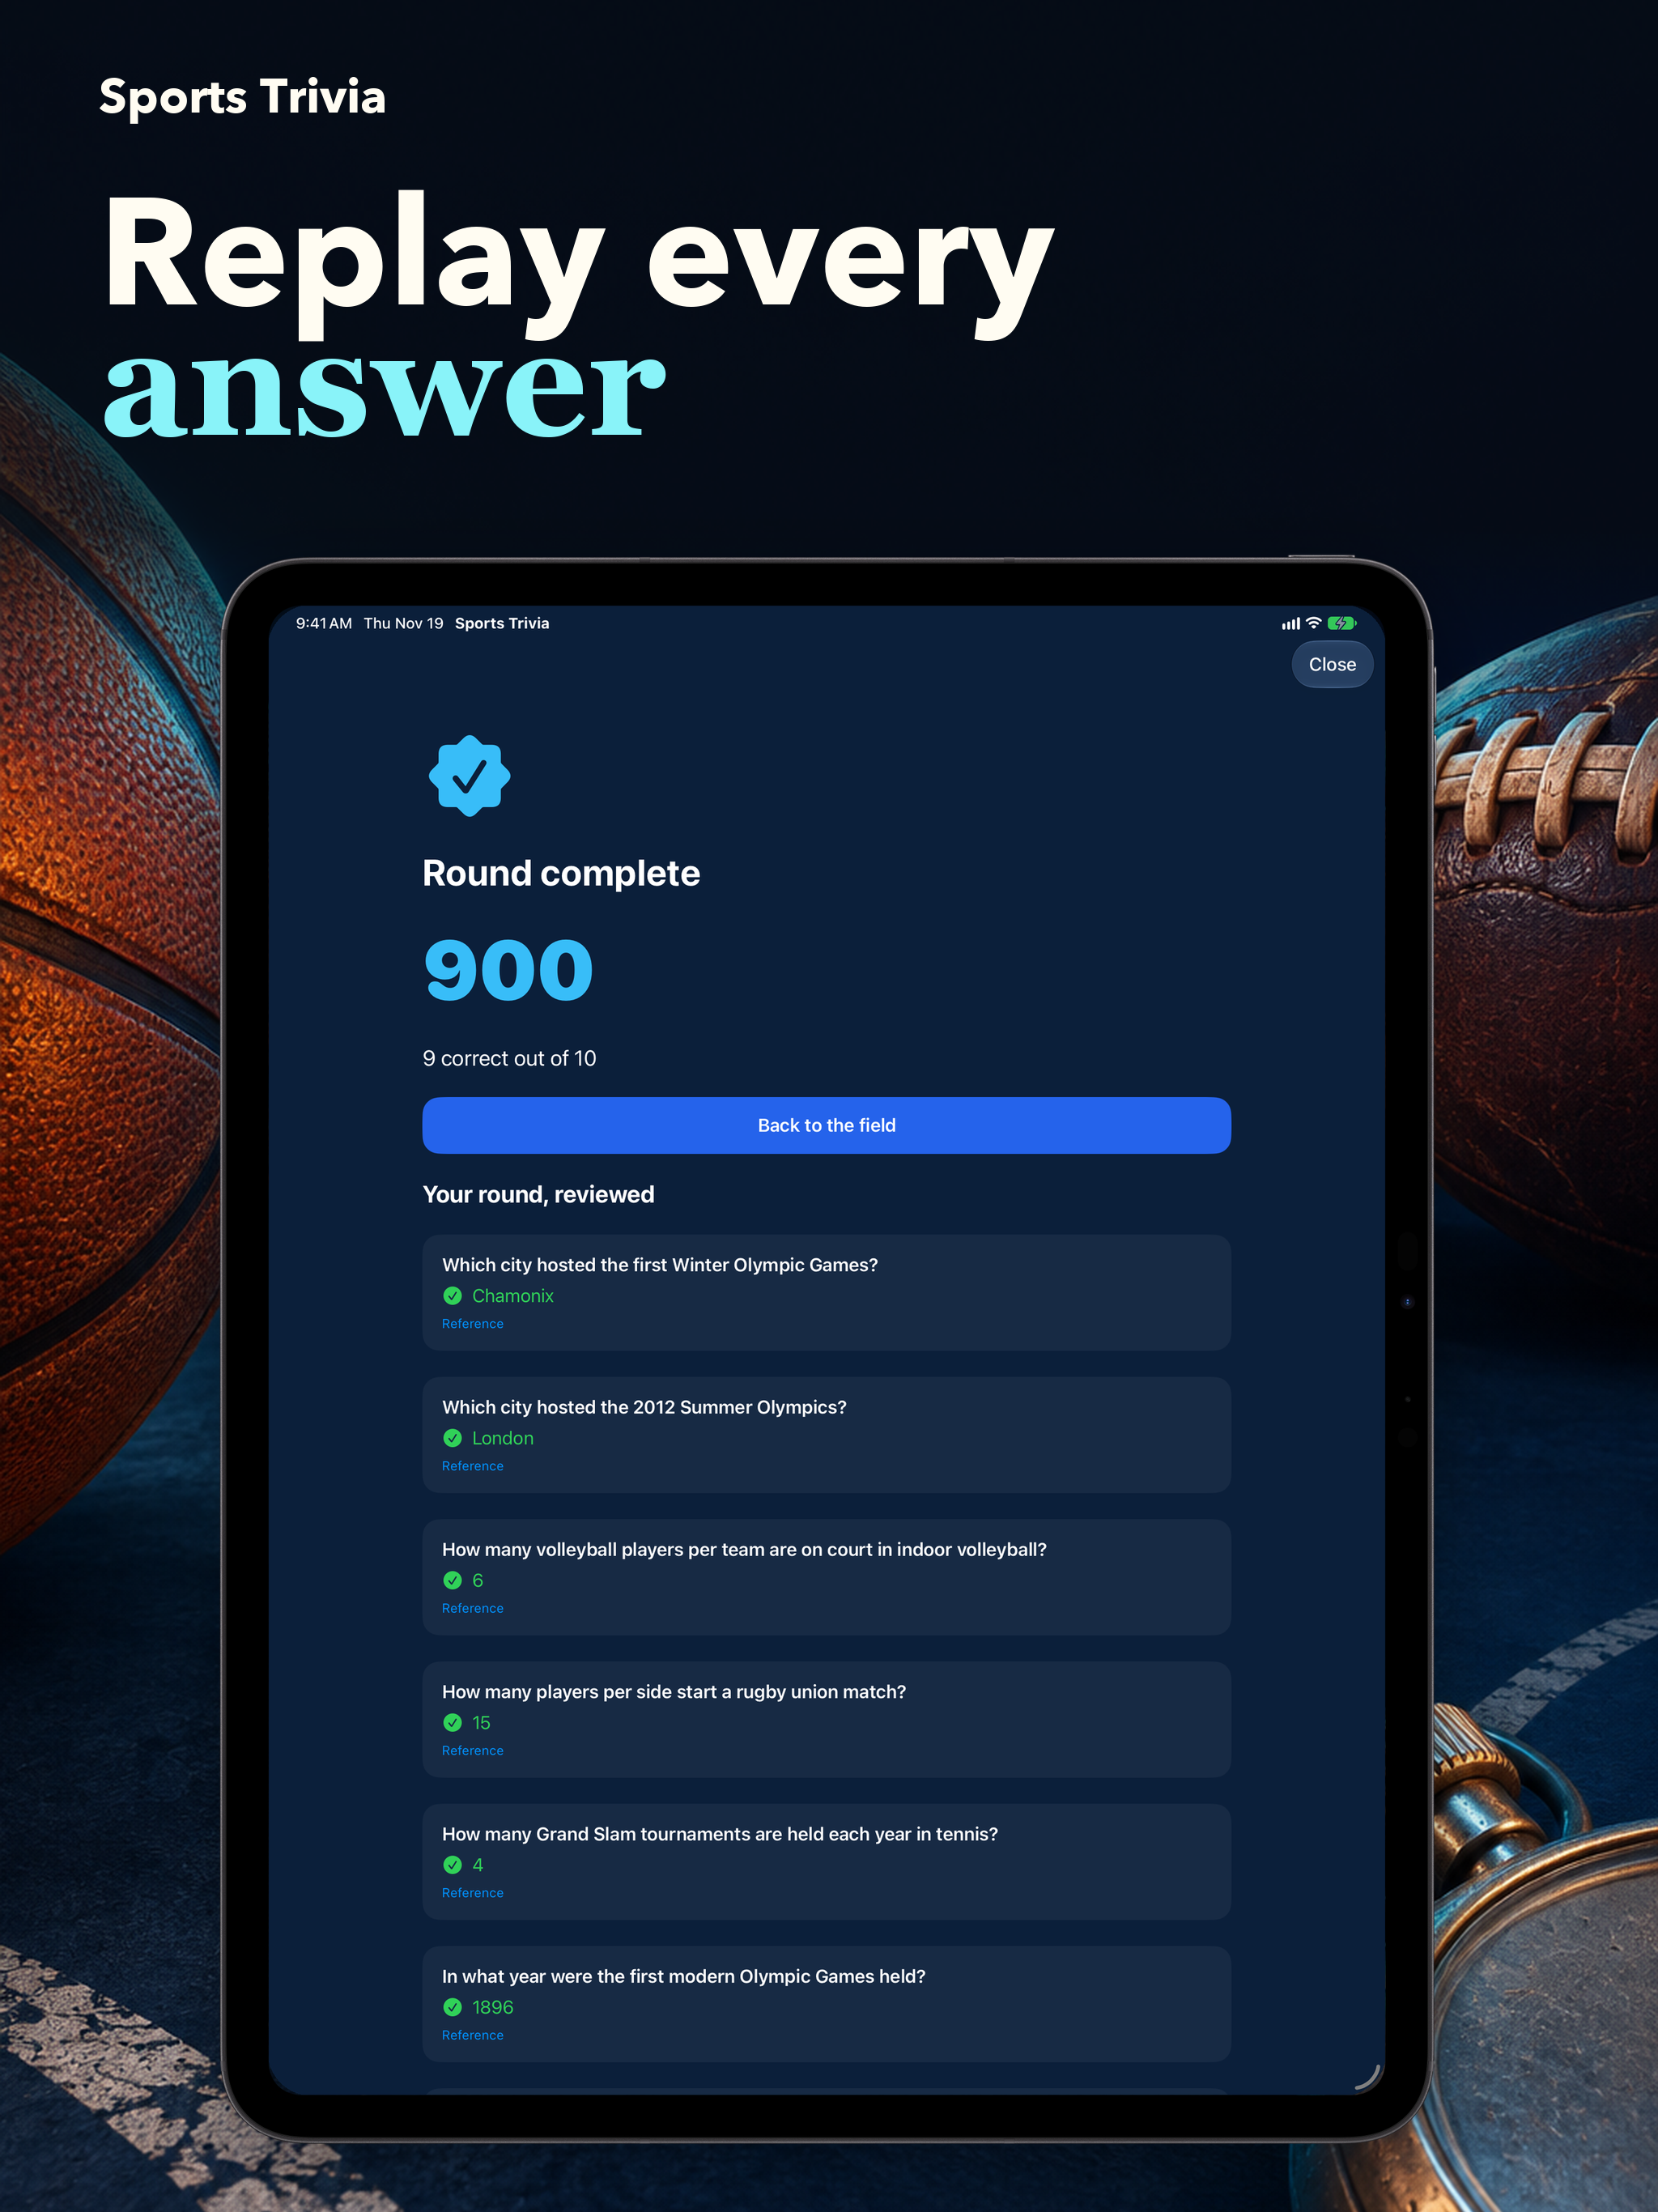 Sports Trivia
Replay every
answer
9:41 AM Thu Nov 19 Sports Trivia
Close
Round complete
900
9 correct out of 10
Back to the field
Your round, reviewed
Which city hosted the first Winter Olympic Games?
Chamonix
Reference
Which city hosted the 2012 Summer Olympics?
London
Reference
How many volleyball players per team are on court in indoor volleyball?
6
Reference
How many players per side start a rugby union match?
15
Reference
How many Grand Slam tournaments are held each year in tennis?
4
Reference
In what year were the first modern Olympic Games held?
1896
Reference